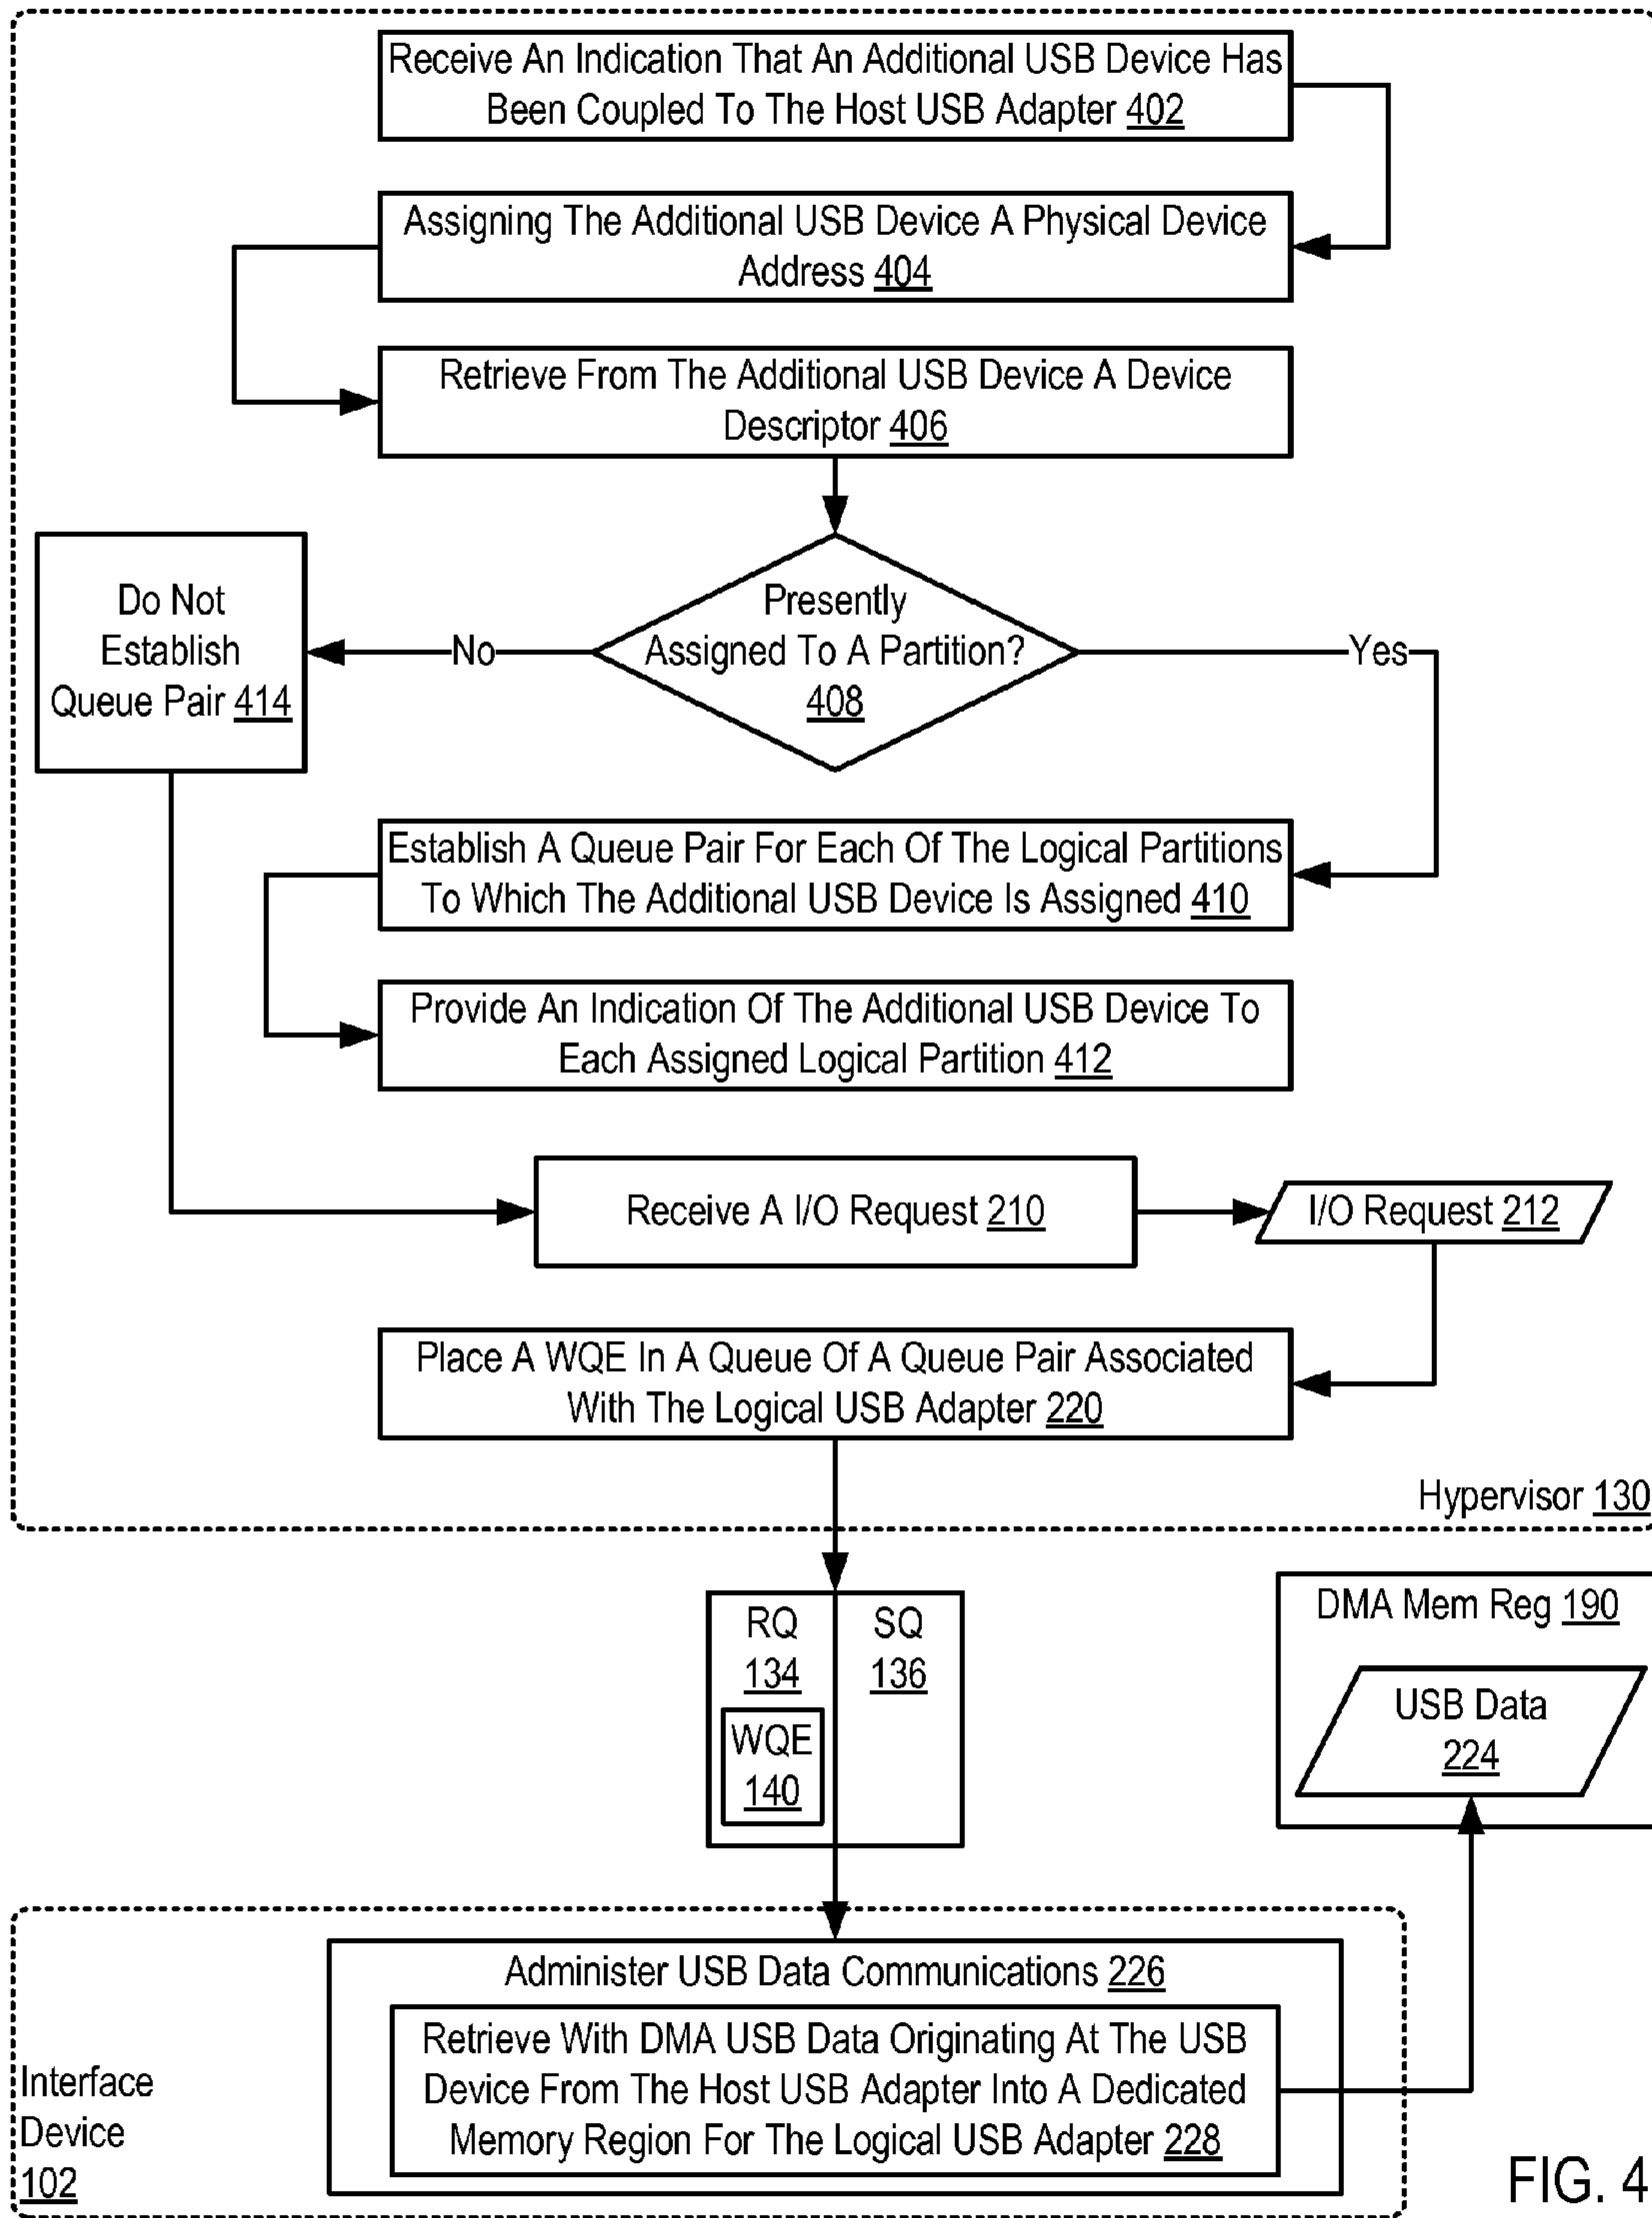 Receive An Indication That An Additional USB Device Has
Been Coupled To The Host USB Adapter 402
Assigning The Additional USB Device A Physical Device
Address 404
Retrieve From The Additional USB Device A Device
Descriptor 406
Do Not
Establish
Queue Pair 414
No
Presently
Assigned To A Partition?
408
Yes
Establish A Queue Pair For Each Of The Logical Partitions
To Which The Additional USB Device Is Assigned 410
Provide An Indication Of The Additional USB Device To
Each Assigned Logical Partition 412
Receive A I/O Request 210
I/O Request 212
Place A WQE In A Queue Of A Queue Pair Associated
With The Logical USB Adapter 220
Hypervisor 130
RQ
134
WQE
140
SQ
136
DMA Mem Reg 190
USB Data
224
Administer USB Data Communications 226
Retrieve With DMA USB Data Originating At The USB
Device From The Host USB Adapter Into A Dedicated
Memory Region For The Logical USB Adapter 228
Interface
Device
102
FIG. 4